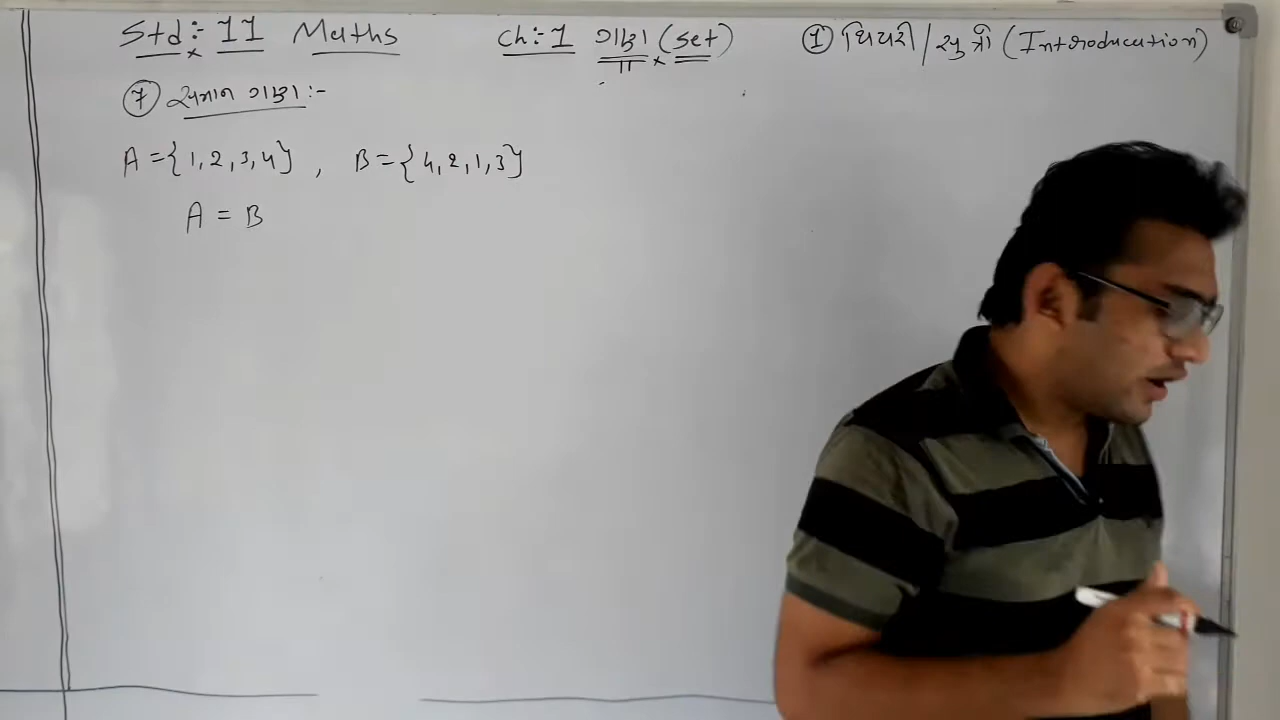 Std:- 11 Maths ch:-1 ગણ (set) ① થિયરી / સુત્રો (Introducation)
⑦ સમાન ગણ :-
A = {1, 2, 3, 4} , B = {4, 2, 1, 3}
A = B